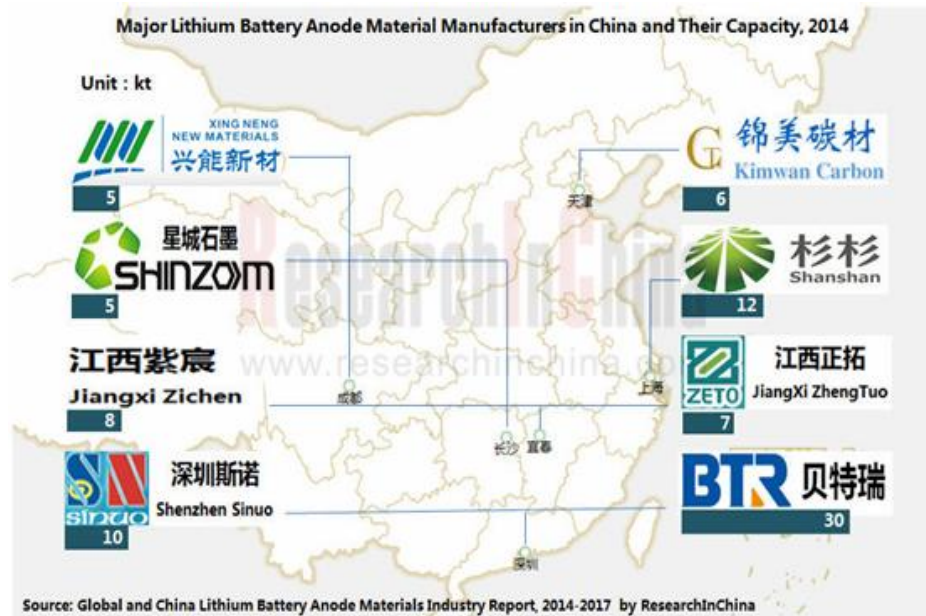 Major Lithium Battery Anode Material Manufacturers in China and Their Capacity, 2014
Unit : kt
XING NENG
NEW MATERIALS
兴能新材
5
锦美碳材
Kimwan Carbon
6
天津
星城石墨
SHINZOOM
5
杉杉
Shanshan
12
ResearchInChina
www.researchinchina.com
江西紫宸
Jiangxi Zichen
8
成都
上海
江西正拓
ZETO
JiangXi ZhengTuo
7
长沙
宜春
深圳斯诺
Shenzhen Sinuo
sinuo
10
BTR 贝特瑞
30
深圳
Source: Global and China Lithium Battery Anode Materials Industry Report, 2014-2017 by ResearchInChina